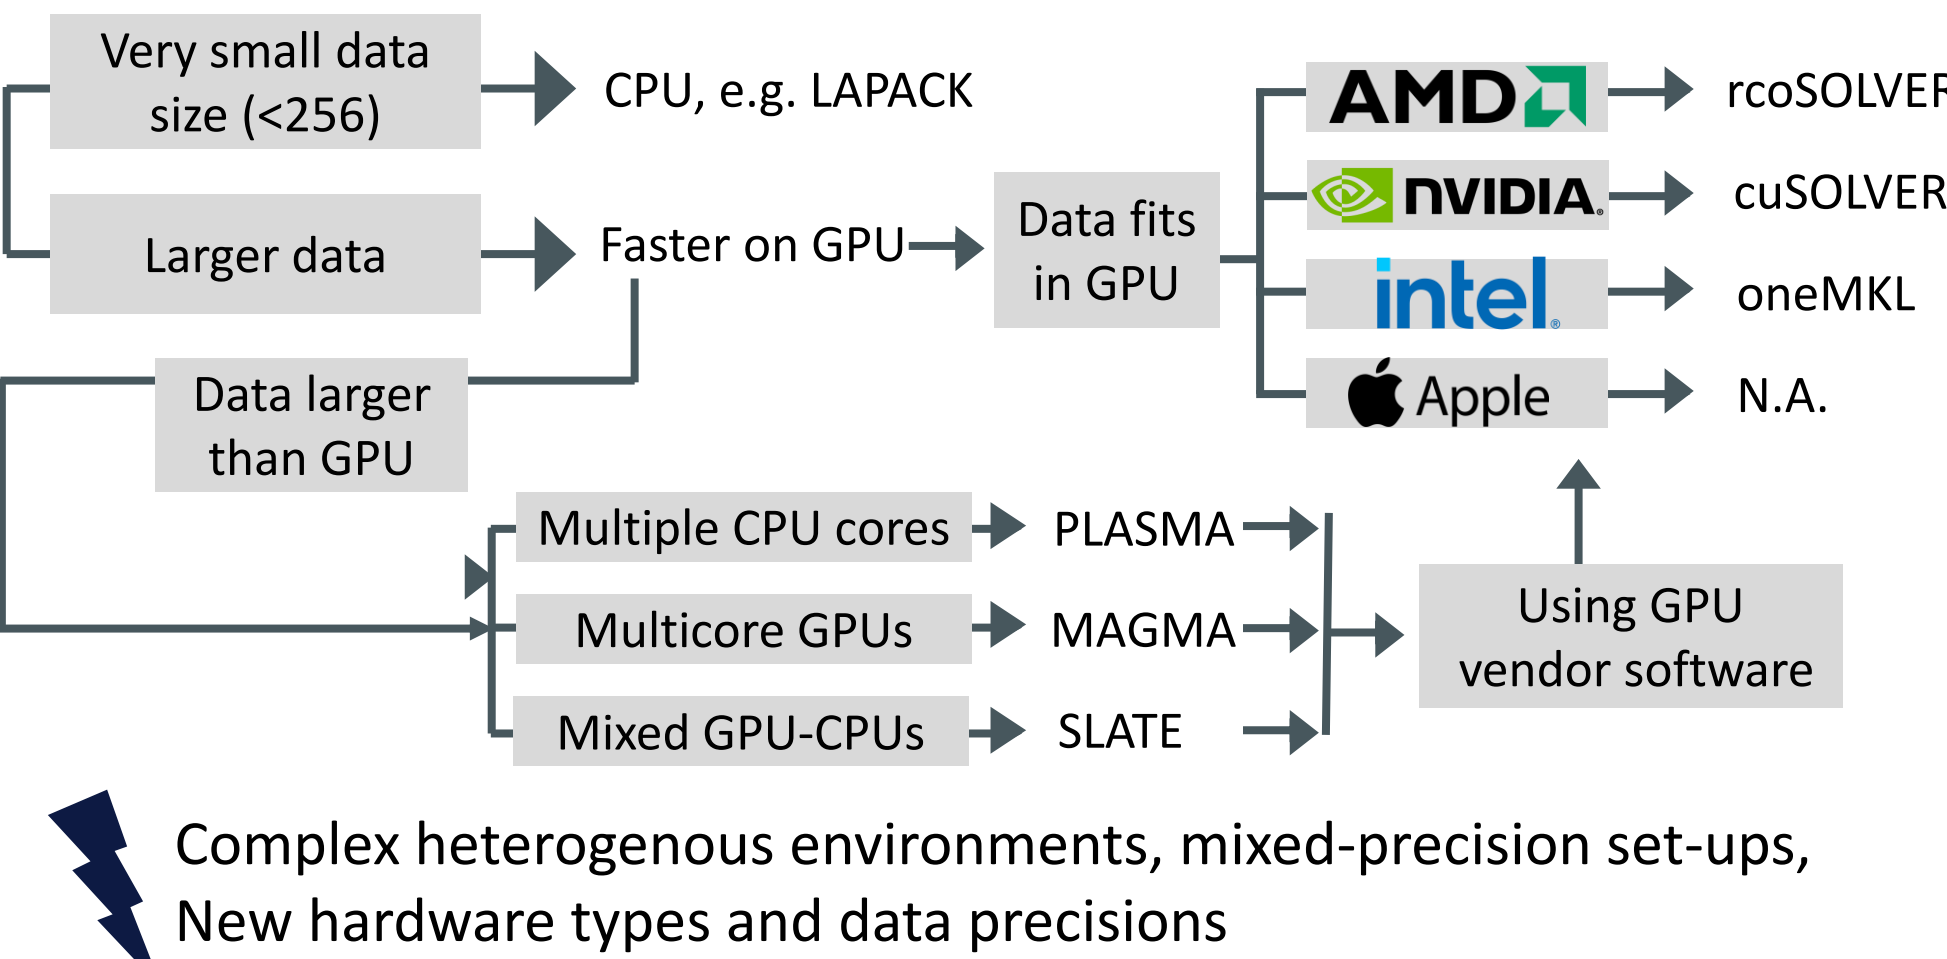 Very small data
size (<256)
CPU, e.g. LAPACK
Larger data
Faster on GPU
Data fits
in GPU
AMD
rcoSOLVER
NVIDIA.
cuSOLVER
intel
®
oneMKL
Apple
N.A.
Data larger
than GPU
Multiple CPU cores
PLASMA
Multicore GPUs
MAGMA
Mixed GPU-CPUs
SLATE
Using GPU
vendor software
Complex heterogenous environments, mixed-precision set-ups,
New hardware types and data precisions